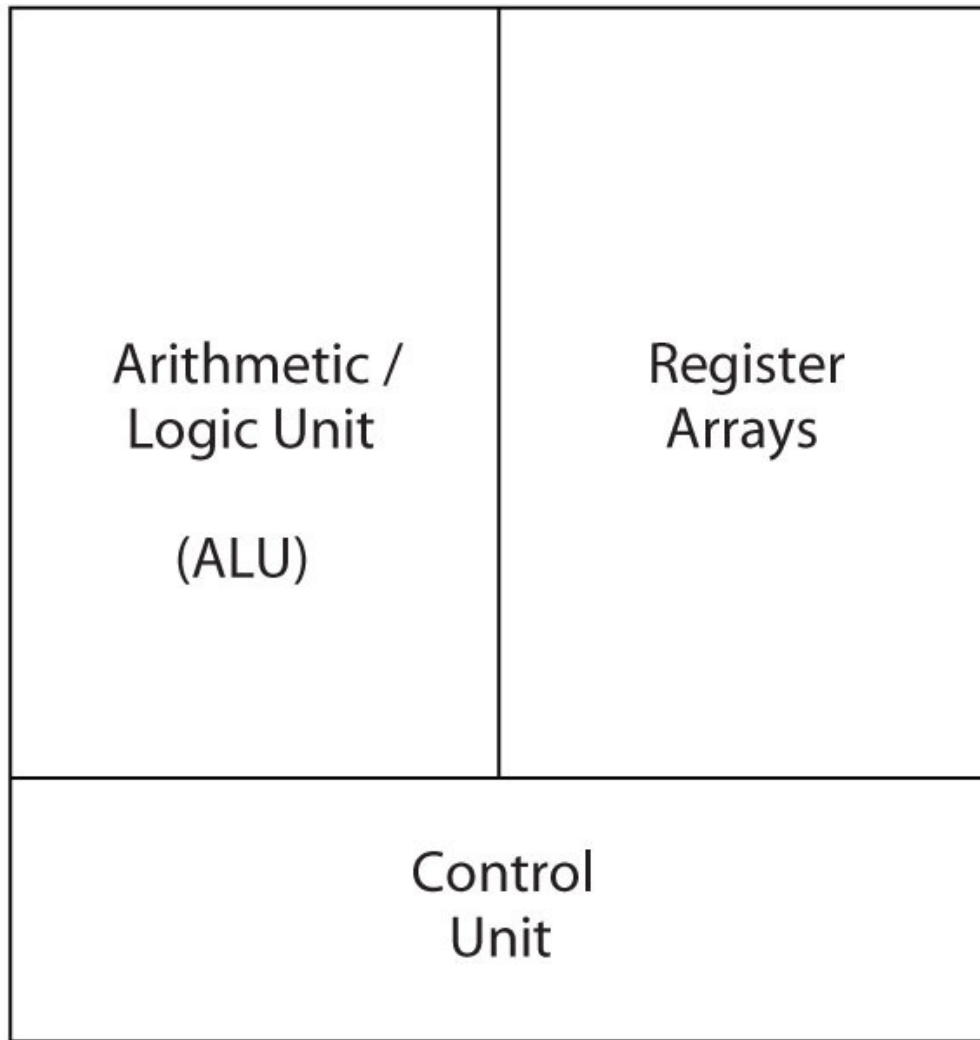 Arithmetic /
Logic Unit
(ALU)
Register
Arrays
Control
Unit